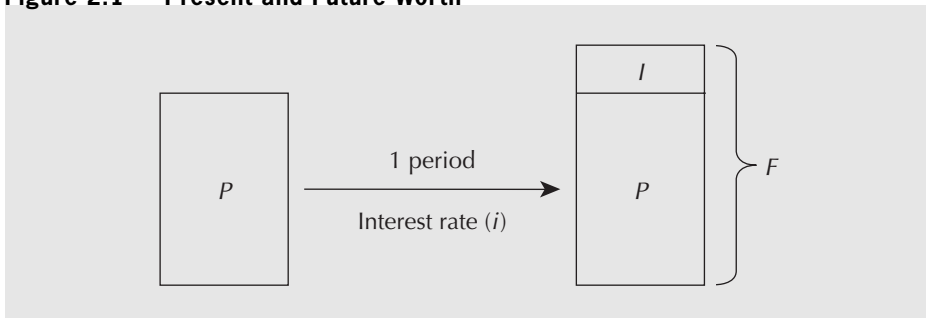 Figure 2.1 Present and Future Worth
I
1 period
P
P
F
Interest rate (i)